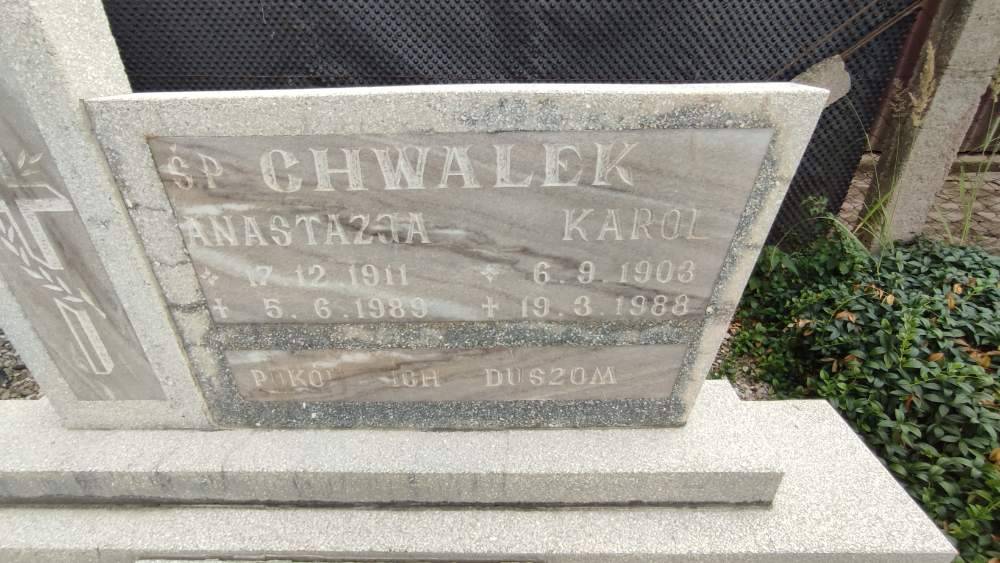 ŚP CHWALEK
ANASTAZJA KAROL
* 17·12·1911 * 6.9.1903
+ 5.6.1989 + 19.3.1988
POKÓJ ICH DUSZOM